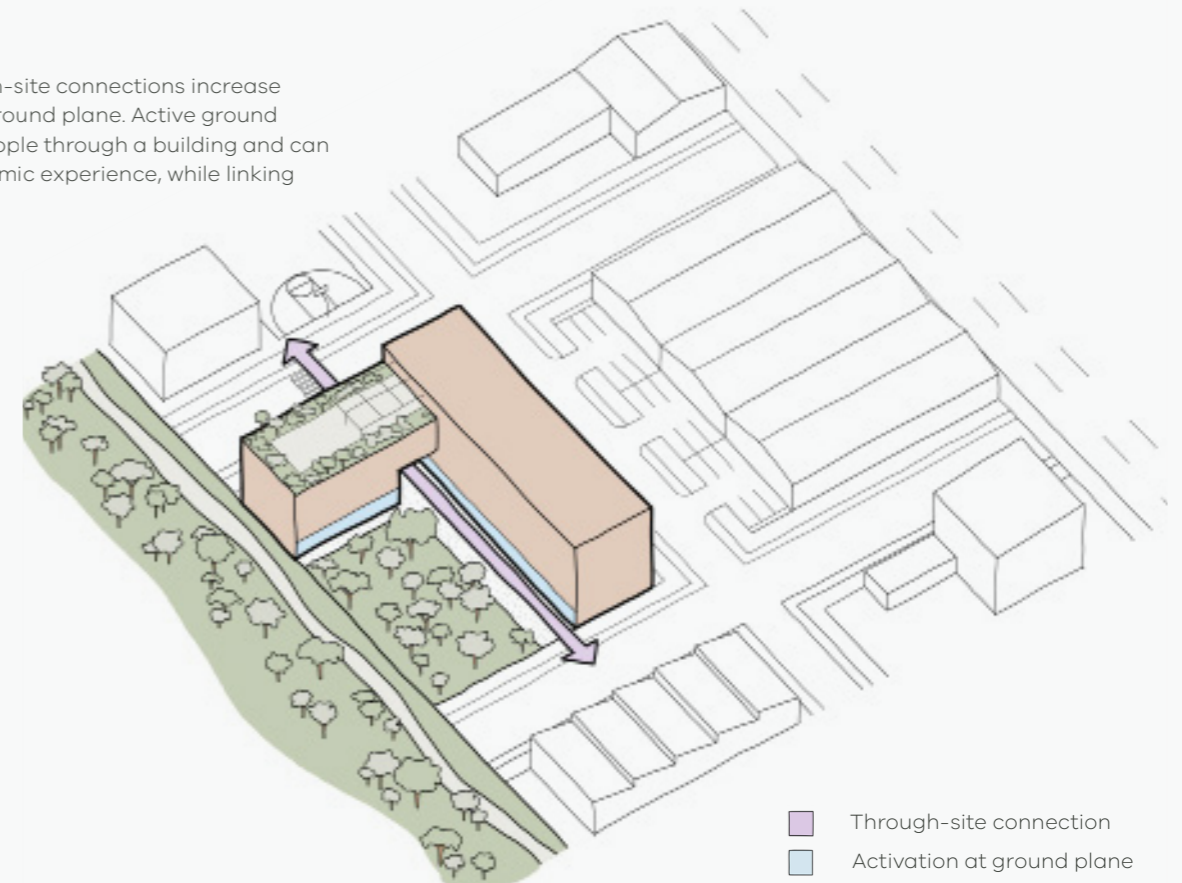 n-site connections increase
round plane. Active ground
ople through a building and can
mic experience, while linking
Through-site connection
Activation at ground plane